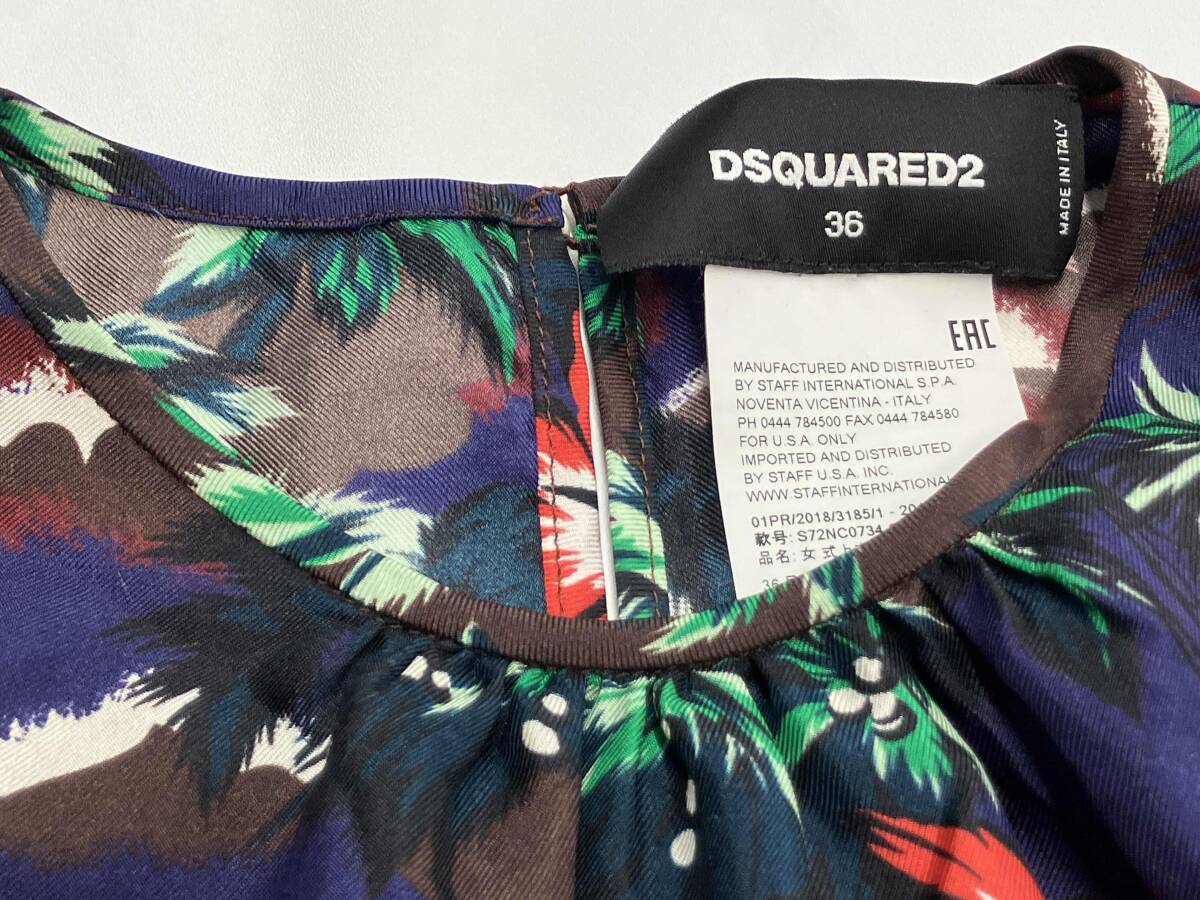 DSQUARED2
36
MADE IN ITALY
EAC
MANUFACTURED AND DISTRIBUTED
BY STAFF INTERNATIONAL S.P.A.
NOVENTA VICENTINA - ITALY
PH 0444 784500 FAX 0444 784580
FOR U.S.A. ONLY
IMPORTED AND DISTRIBUTED
BY STAFF U.S.A. INC.
WWW.STAFFINTERNATIONAL
01PR/2018/3185/1 - 20
款号: S72NC0734
品名: 女式
36